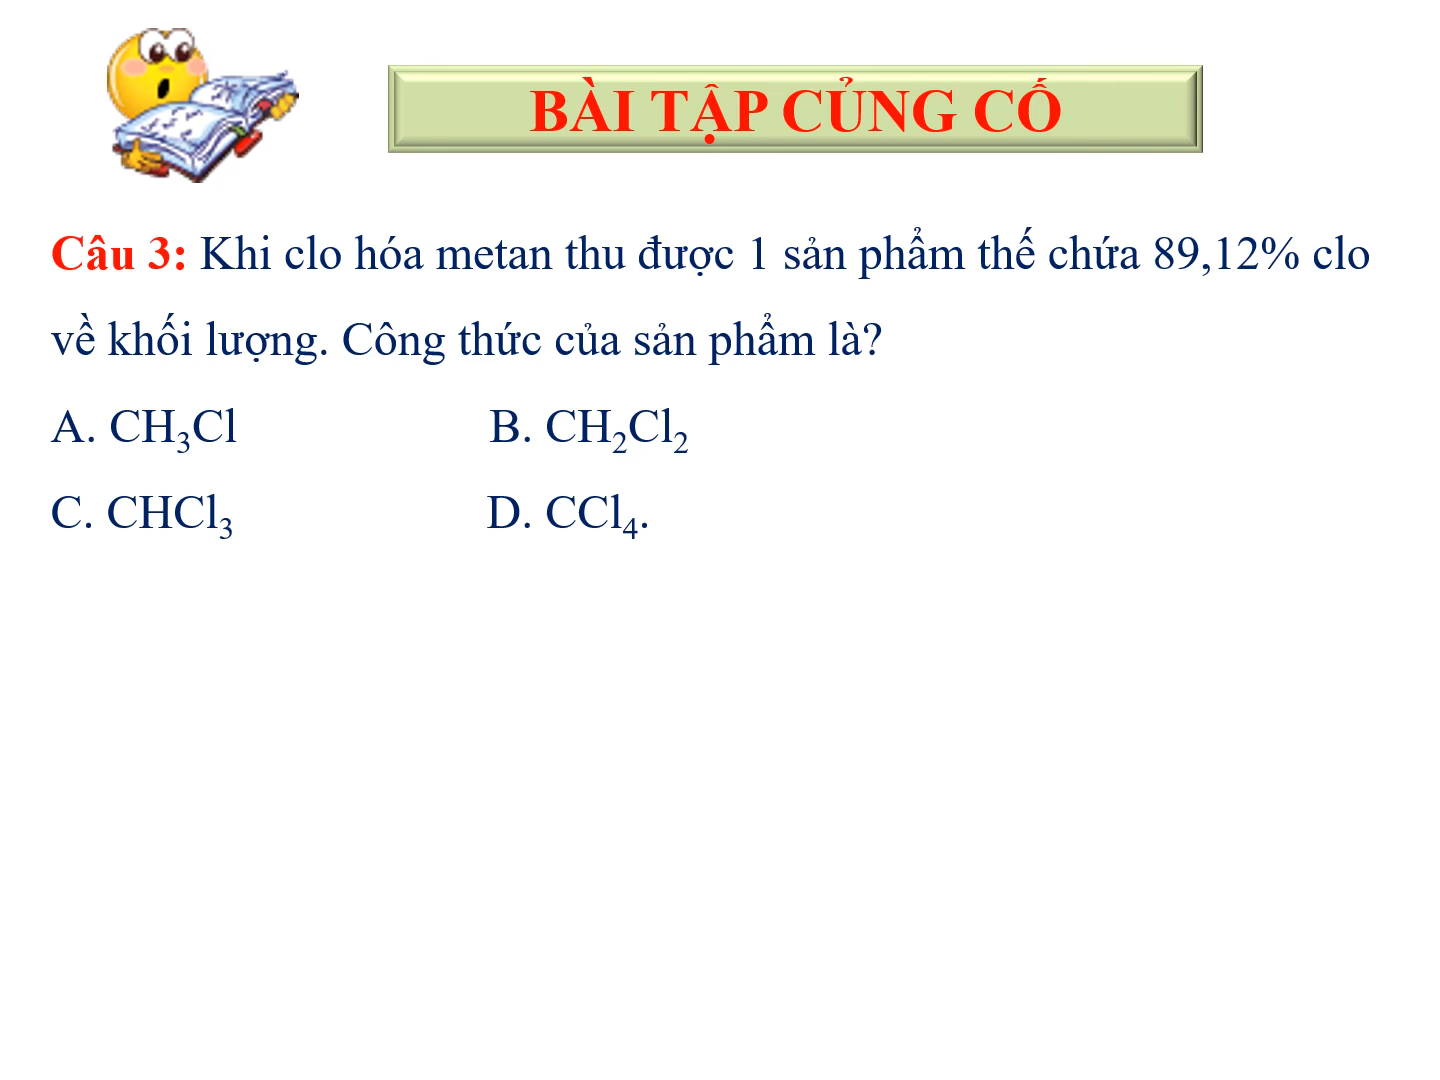 BÀI TẬP CỦNG CỐ
Câu 3: Khi clo hóa metan thu được 1 sản phẩm thế chứa 89,12% clo
về khối lượng. Công thức của sản phẩm là?
A. CH₃Cl B. CH₂Cl₂
C. CHCl₃ D. CCl₄.